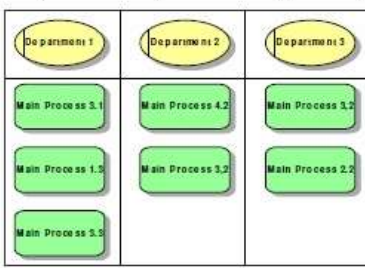 Department 1
Department 2
Department 3
Main Process 3.1
Main Process 4.2
Main Process 3,2
Main Process 1.3
Main Process 3,2
Main Process 2.2
Main Process 3.3